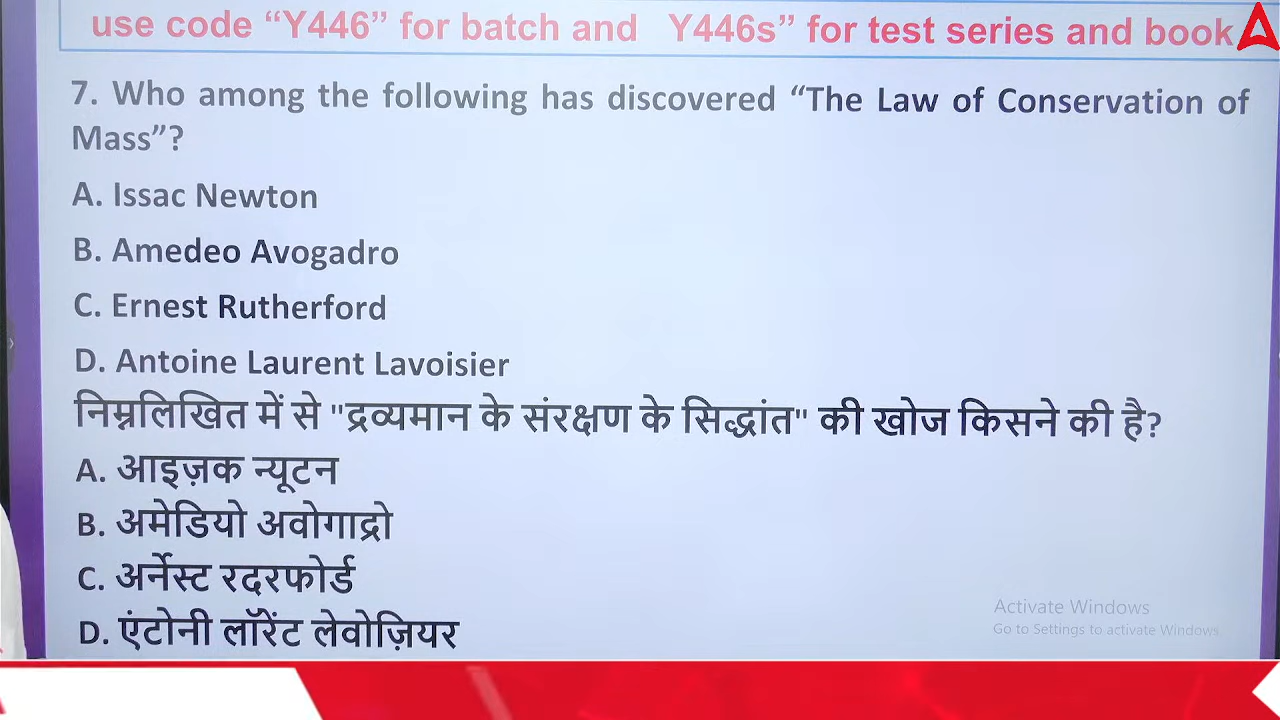 use code “Y446” for batch and Y446s” for test series and book
7. Who among the following has discovered “The Law of Conservation of
Mass”?
A. Issac Newton
B. Amedeo Avogadro
C. Ernest Rutherford
D. Antoine Laurent Lavoisier
निम्नलिखित में से "द्रव्यमान के संरक्षण के सिद्धांत" की खोज किसने की है?
A. आइज़क न्यूटन
B. अमेडियो अवोगाद्रो
C. अर्नेस्ट रदरफोर्ड
D. एंटोनी लॉरेंट लेवोज़ियर
Activate Windows
Go to Settings to activate Windows.